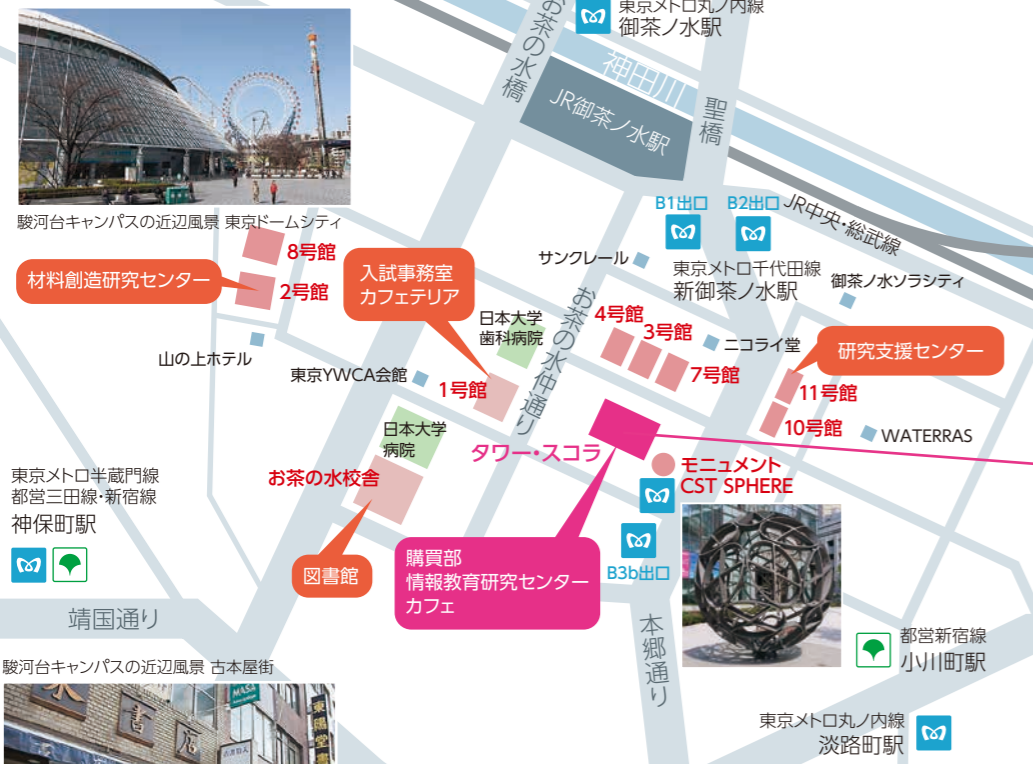 東京メトロ丸ノ内線
御茶ノ水駅
お茶の水橋
神田川
聖橋
JR御茶ノ水駅
駿河台キャンパスの近辺風景 東京ドームシティ
B1出口
B2出口
JR中央・総武線
8号館
材料創造研究センター
2号館
入試事務室
カフェテリア
サンクレール
東京メトロ千代田線
新御茶ノ水駅
御茶ノ水ソラシティ
お茶の水仲通り
日本大学
歯科病院
4号館
3号館
7号館
ニコライ堂
研究支援センター
山の上ホテル
東京YWCA会館
1号館
11号館
10号館
WATERRAS
日本大学
病院
タワー・スコラ
お茶の水校舎
モニュメント
CST SPHERE
東京メトロ半蔵門線
都営三田線・新宿線
神保町駅
図書館
購買部
情報教育研究センター
カフェ
B3b出口
靖国通り
本郷通り
都営新宿線
小川町駅
駿河台キャンパスの近辺風景 古本屋街
東京メトロ丸ノ内線
淡路町駅
書店
MASA
東陽堂書